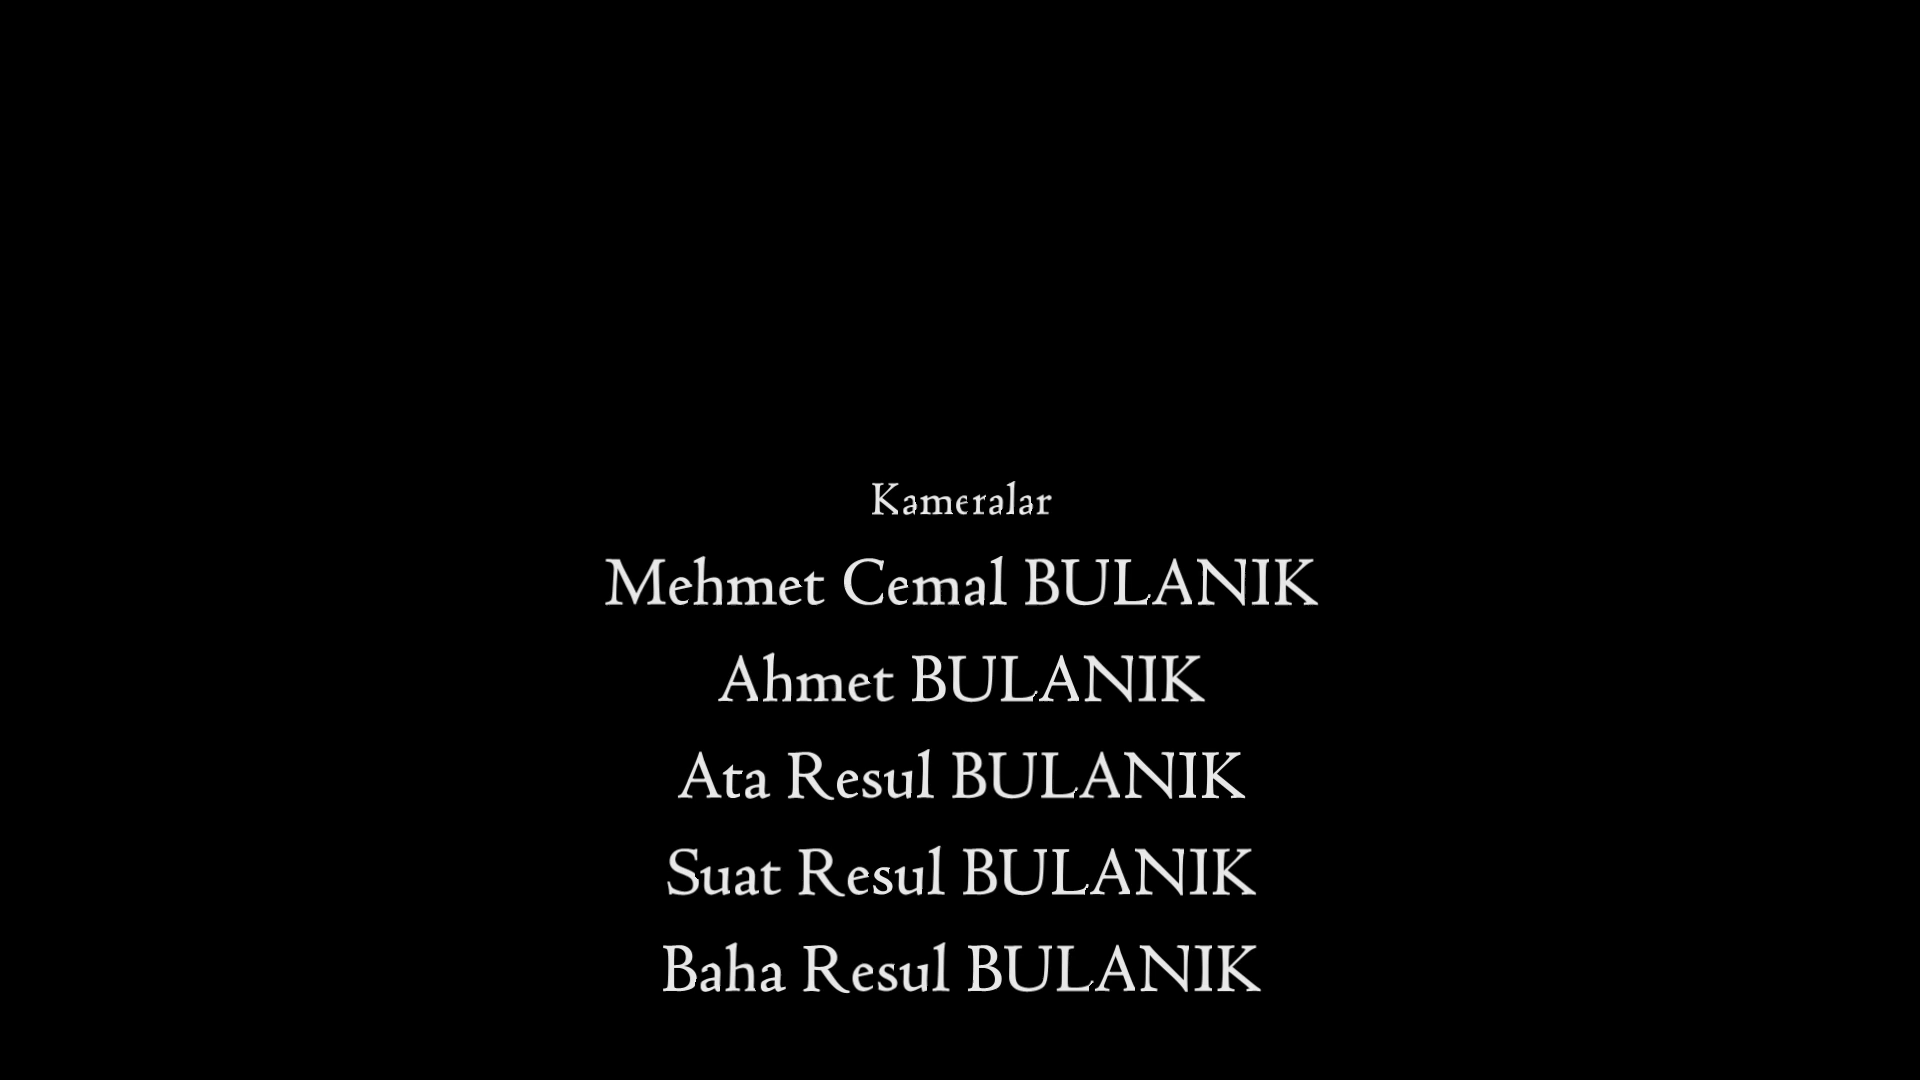 Kameralar
Mehmet Cemal BULANIK
Ahmet BULANIK
Ata Resul BULANIK
Suat Resul BULANIK
Baha Resul BULANIK